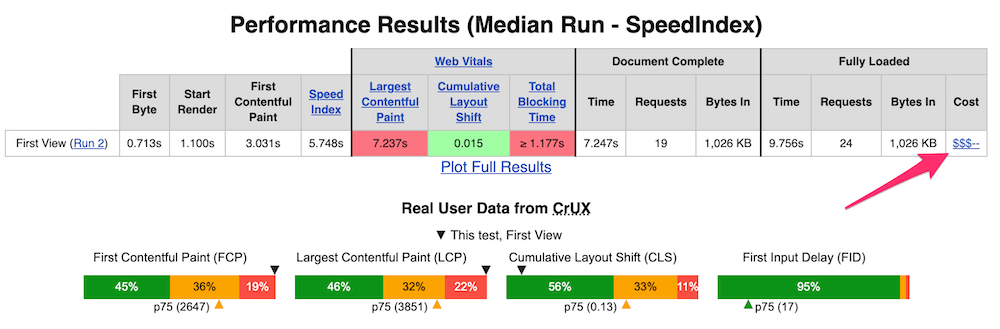 Performance Results (Median Run - SpeedIndex)
Web Vitals Document Complete Fully Loaded
First Byte Start Render First Contentful Paint Speed Index Largest Contentful Paint Cumulative Layout Shift Total Blocking Time Time Requests Bytes In Time Requests Bytes In Cost
First View (Run 2) 0.713s 1.100s 3.031s 5.748s 7.237s 0.015 ≥ 1.177s 7.247s 19 1,026 KB 9.756s 24 1,026 KB $$$--
Plot Full Results
Real User Data from CrUX
▼ This test, First View
First Contentful Paint (FCP) Largest Contentful Paint (LCP) Cumulative Layout Shift (CLS) First Input Delay (FID)
45% 36% 19% 46% 32% 22% 56% 33% 11% 95%
p75 (2647) p75 (3851) p75 (0.13) p75 (17)